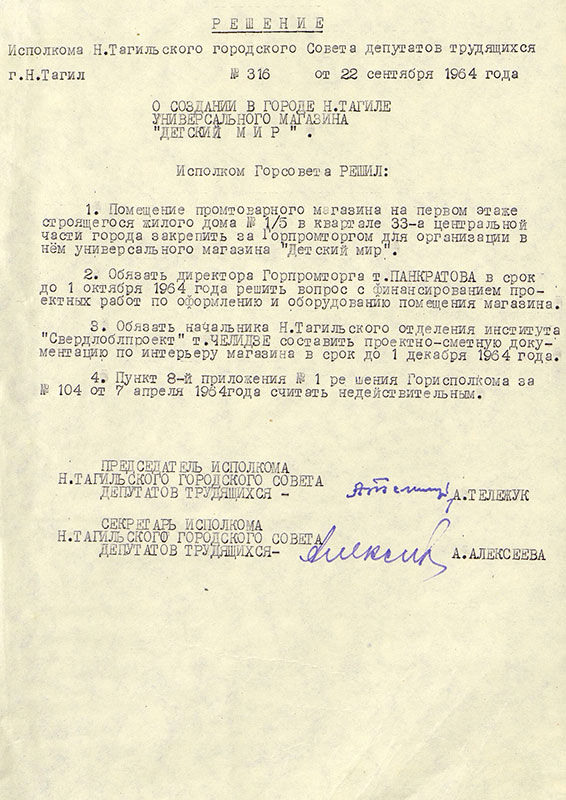 РЕШЕНИЕ
Исполкома Н.Тагильского городского Совета депутатов трудящихся
г.Н.Тагил № 316 от 22 сентября 1964 года
О СОЗДАНИИ В ГОРОДЕ Н.ТАГИЛЕ
УНИВЕРСАЛЬНОГО МАГАЗИНА
"ДЕТСКИЙ МИР".
Исполком Горсовета РЕШИЛ:
1. Помещение промтоварного магазина на первом этаже
строящегося жилого дома № 1/5 в квартале 33-а центральной
части города закрепить за Горпромторгом для организации в
нём универсального магазина "Детский мир".
2. Обязать директора Горпромторга т.ПАНКРАТОВА в срок
до 1 октября 1964 года решить вопрос с финансированием про-
ектных работ по оформлению и оборудованию помещения магазина.
3. Обязать начальника Н.Тагильского отделения института
"Свердлоблпроект" т.ЧЕЛИДЗЕ составить проектно-сметную доку-
ментацию по интерьеру магазина в срок до 1 декабря 1964 года.
4. Пункт 8-й приложения № 1 ре шения Горисполкома за
№ 104 от 7 апреля 1964года считать недействительным.
ПРЕДСЕДАТЕЛЬ ИСПОЛКОМА
Н.ТАГИЛЬСКОГО ГОРОДСКОГО СОВЕТА
ДЕПУТАТОВ ТРУДЯЩИХСЯ - А.ТЕЛЕЖУК
СЕКРЕТАРЬ ИСПОЛКОМА
Н.ТАГИЛЬСКОГО ГОРОДСКОГО СОВЕТА
ДЕПУТАТОВ ТРУДЯЩИХСЯ- А.АЛЕКСЕЕВА